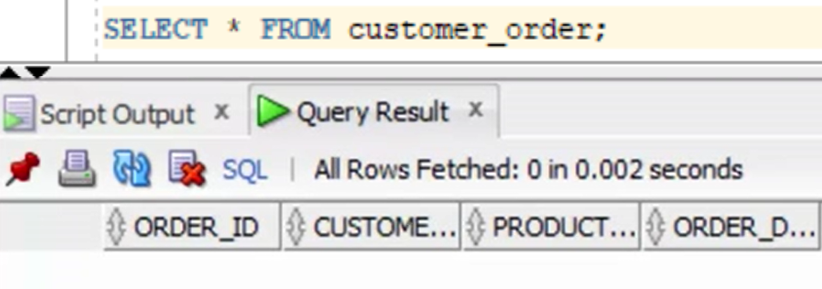 SELECT * FROM customer_order;
Script Output x Query Result x
SQL | All Rows Fetched: 0 in 0.002 seconds
ORDER_ID CUSTOME... PRODUCT... ORDER_D...